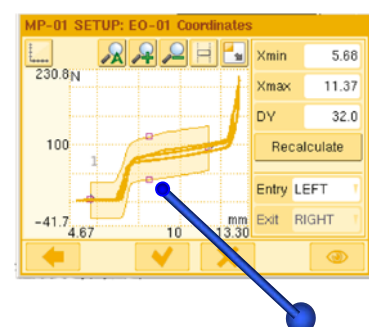 MP-01 SETUP: EO-01 Coordinates
230.8N
100
1
-41.7
mm
4.67 10 13.30
Xmin 5.68
Xmax 11.37
DY 32.0
Recalculate
Entry LEFT
Exit RIGHT